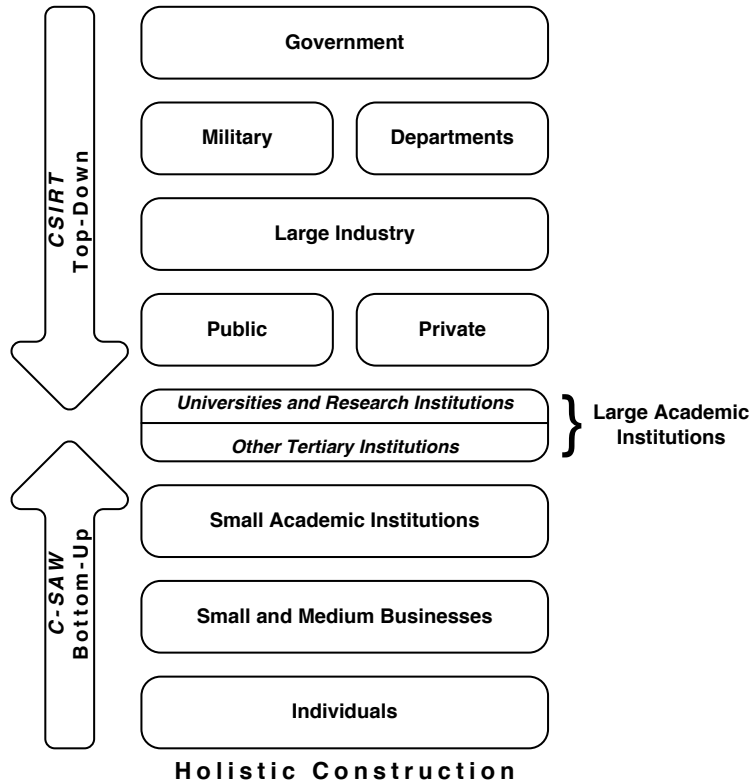 Government
Military
Departments
CSIRT
Top-Down
Large Industry
Public
Private
Universities and Research Institutions
Other Tertiary Institutions
}
Large Academic
Institutions
Small Academic Institutions
C-SAW
Bottom-Up
Small and Medium Businesses
Individuals
Holistic Construction